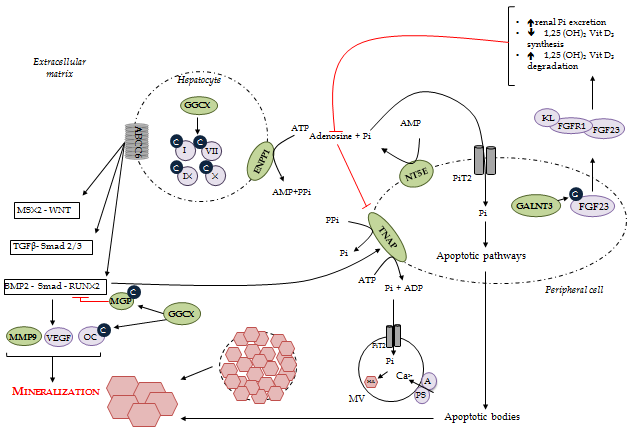 • ↑renal Pi excretion
• ↓ 1,25 (OH)₂ Vit D₃
synthesis
• ↑ 1,25 (OH)₂ Vit D₃
degradation
Extracellular
matrix
Hepatocyte
GGCX
ABCC6
C
I
C
VII
C
IX
C
X
ENPP1
ATP
AMP+PPi
Adenosine + Pi
AMP
NT5E
PiT2
Pi
KL
FGFR1
FGF23
GALNT3
G
FGF23
Apoptotic pathways
Peripheral cell
MSX2 - WNT
TGFβ- Smad 2/3
BMP2 - Smad - RUNX2
PPi
TNAP
Pi
ATP
Pi + ADP
MGP
C
GGCX
MMP9
VEGF
OC
C
MINERALIZATION
PiT2
Pi
Ca²⁺
A
PS
MV
Apoptotic bodies